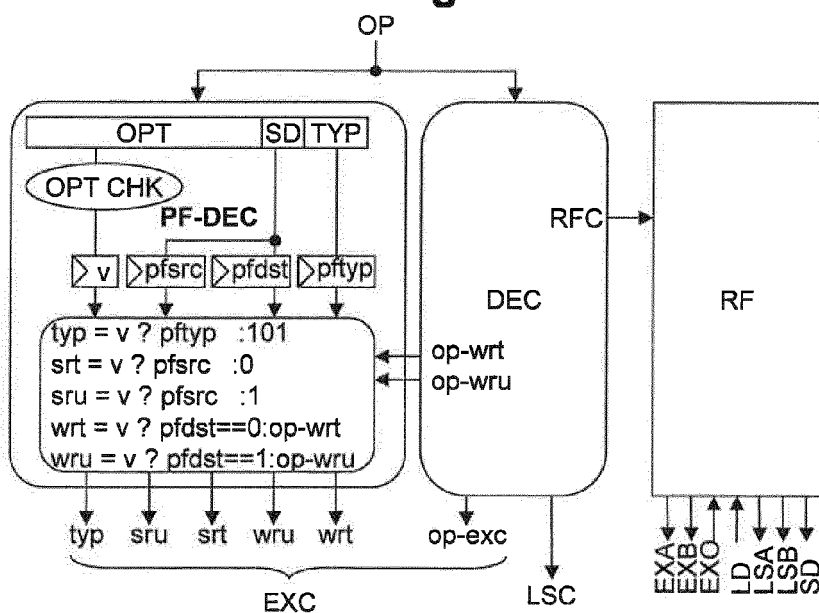 OP
OPT SD TYP
OPT CHK
PF-DEC
v pfsrc pfdst pftyp
typ = v ? pftyp :101
srt = v ? pfsrc :0
sru = v ? pfsrc :1
wrt = v ? pfdst==0:op-wrt
wru = v ? pfdst==1:op-wru
op-wrt
op-wru
DEC
RFC
RF
typ sru srt wru wrt op-exc
EXC
LSC
EXA
EXB
EXO
LD
LSA
LSB
SD